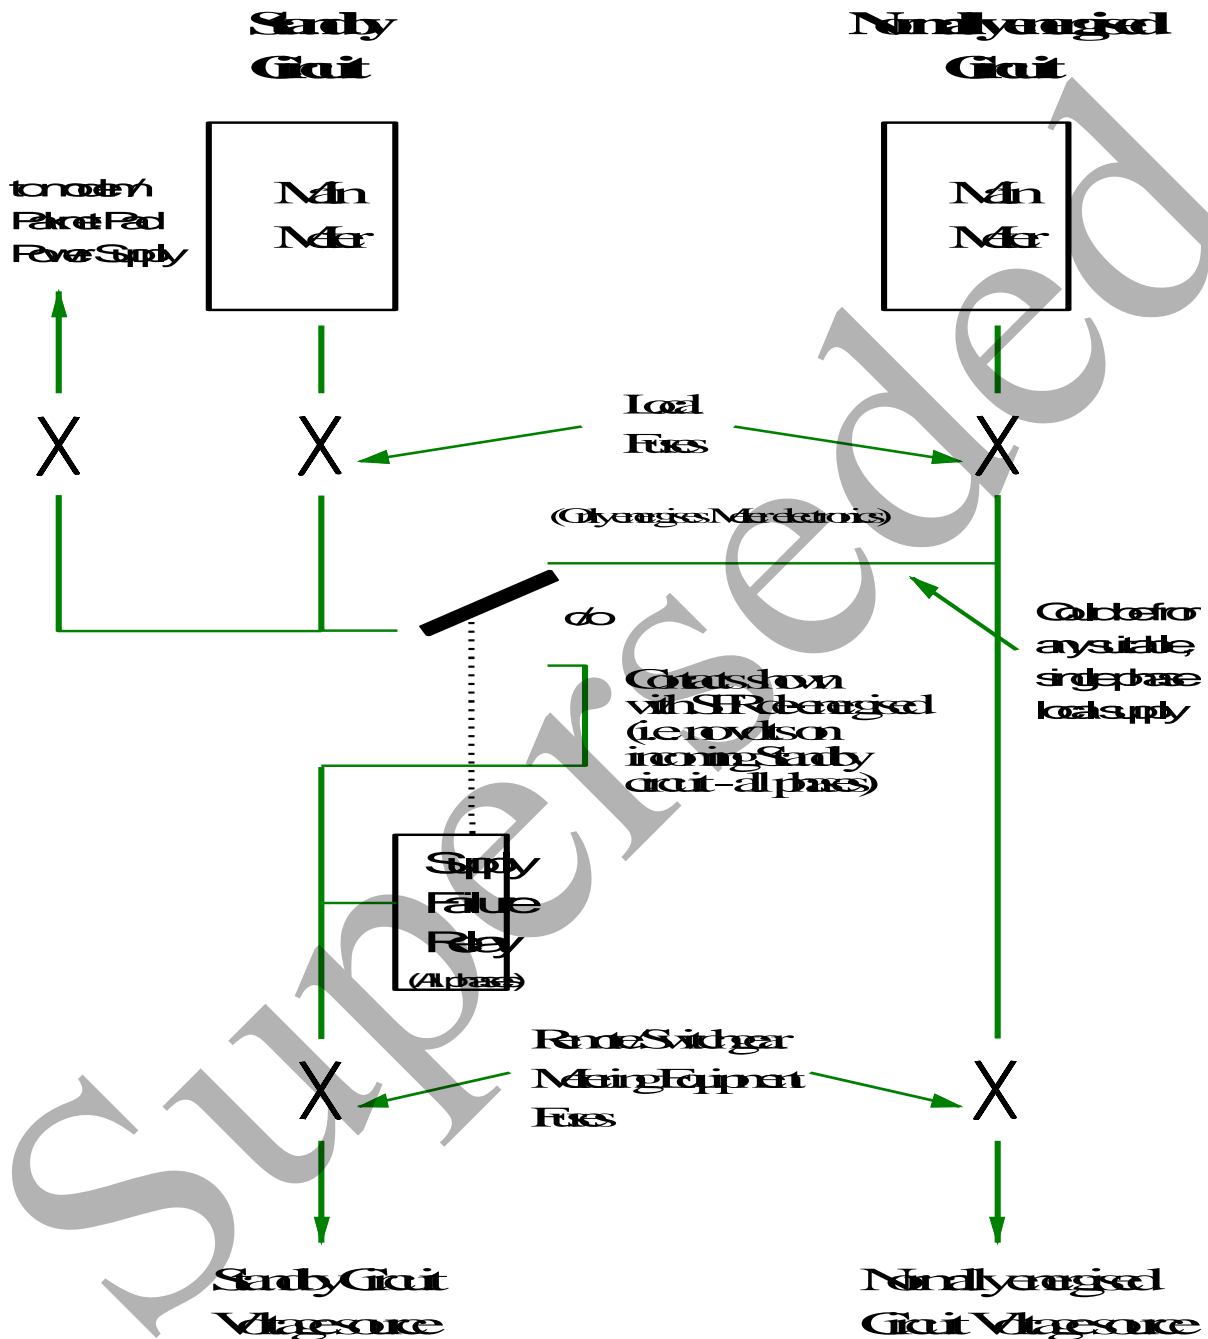 Standby
Circuit
Normally energised
Circuit
Main
Meter
Main
Meter
to modem/
Paknet Pad
Power Supply
Local
Fuses
(Only energises Meter electronics)
c/o
Could be from
any suitable,
single phase
local supply
Contacts shown
with SFR de-energised
(i.e. no volts on
incoming Standby
circuit - all phases)
Supply
Failure
Relay
(All phases)
Remote/Switchgear
Metering Equipment
Fuses
Standby Circuit
Voltage source
Normally energised
Circuit Voltage source
Superseded